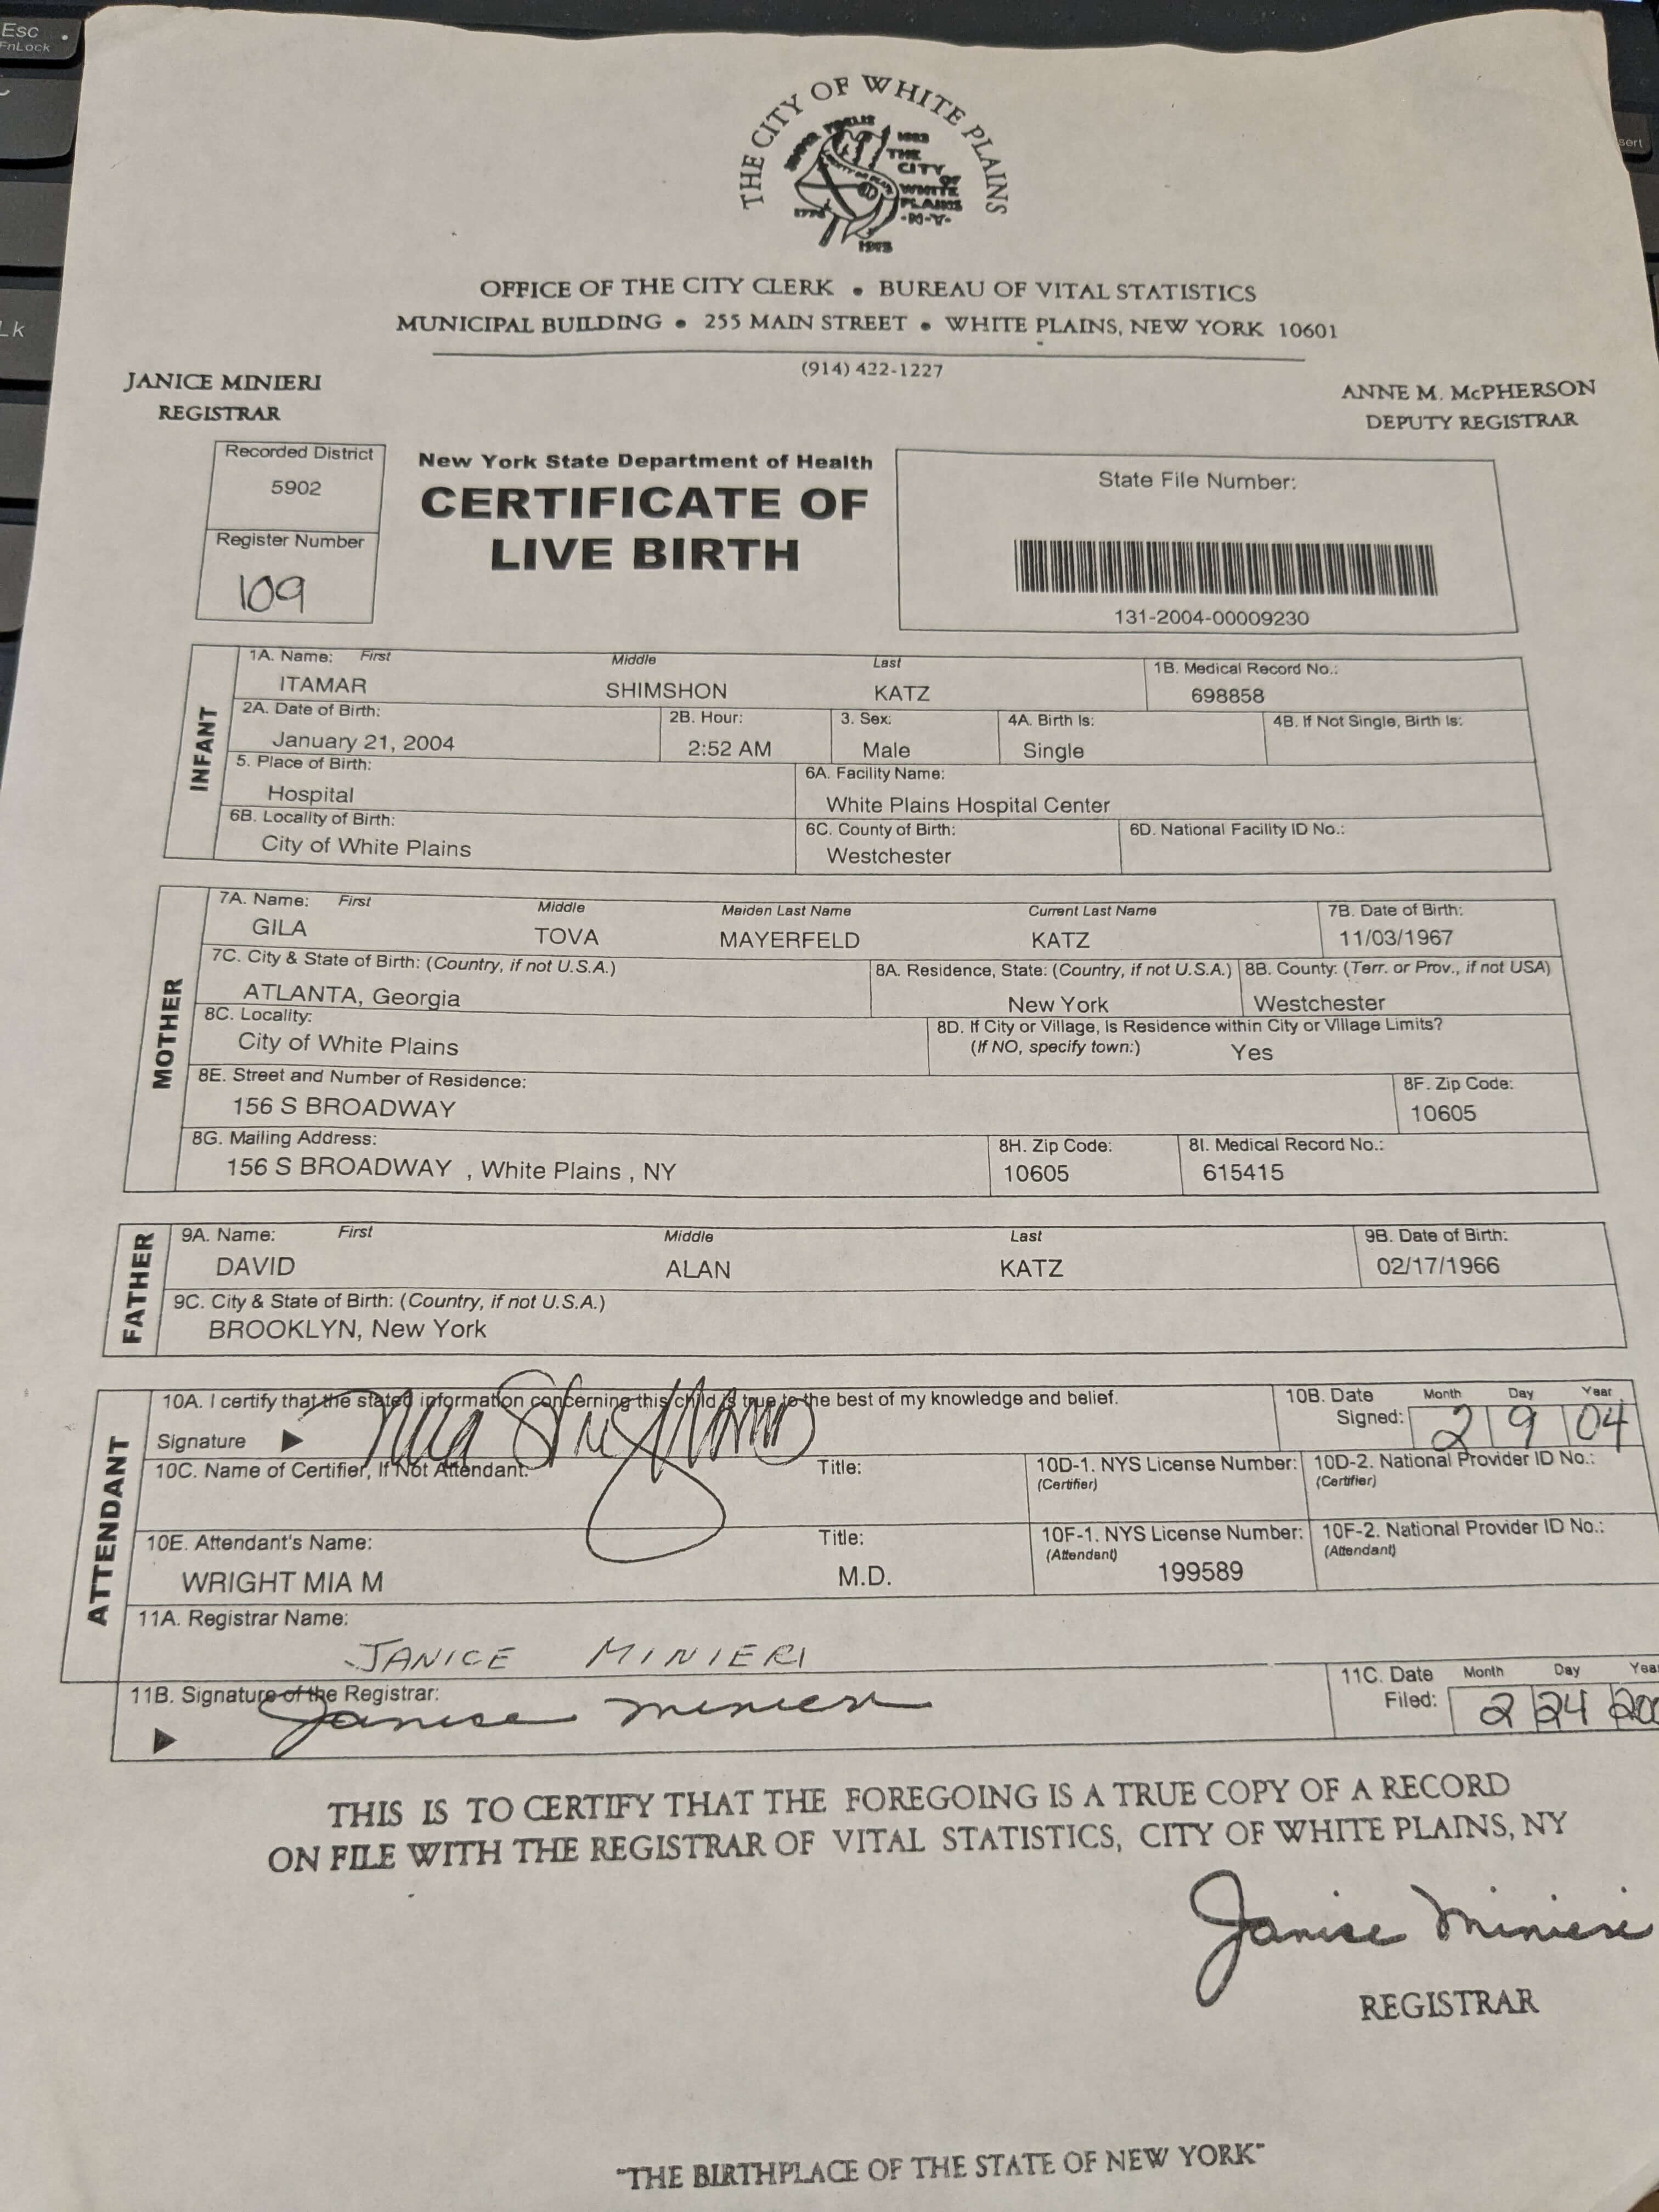 Esc
FnLock
Lk
sert
THE CITY OF WHITE PLAINS
1683
THE
CITY
OF
WHITE
PLAINS
-N-Y-
OFFICE OF THE CITY CLERK • BUREAU OF VITAL STATISTICS
MUNICIPAL BUILDING • 255 MAIN STREET • WHITE PLAINS, NEW YORK 10601
(914) 422-1227
JANICE MINIERI
REGISTRAR
ANNE M. McPHERSON
DEPUTY REGISTRAR
Recorded District
5902
Register Number
109
New York State Department of Health
CERTIFICATE OF
LIVE BIRTH
State File Number:
131-2004-00009230
INFANT
1A. Name: First Middle Last 1B. Medical Record No.:
ITAMAR SHIMSHON KATZ 698858
2A. Date of Birth: 2B. Hour: 3. Sex: 4A. Birth Is: 4B. If Not Single, Birth Is:
January 21, 2004 2:52 AM Male Single
5. Place of Birth: 6A. Facility Name:
Hospital White Plains Hospital Center
6B. Locality of Birth: 6C. County of Birth: 6D. National Facility ID No.:
City of White Plains Westchester
MOTHER
7A. Name: First Middle Maiden Last Name Current Last Name 7B. Date of Birth:
GILA TOVA MAYERFELD KATZ 11/03/1967
7C. City & State of Birth: (Country, if not U.S.A.) 8A. Residence, State: (Country, if not U.S.A.) 8B. County: (Terr. or Prov., if not USA)
ATLANTA, Georgia New York Westchester
8C. Locality: 8D. If City or Village, Is Residence within City or Village Limits?
City of White Plains (If NO, specify town:) Yes
8E. Street and Number of Residence: 8F. Zip Code:
156 S BROADWAY 10605
8G. Mailing Address: 8H. Zip Code: 8I. Medical Record No.:
156 S BROADWAY , White Plains , NY 10605 615415
FATHER
9A. Name: First Middle Last 9B. Date of Birth:
DAVID ALAN KATZ 02/17/1966
9C. City & State of Birth: (Country, if not U.S.A.)
BROOKLYN, New York
ATTENDANT
10A. I certify that the stated information concerning this child is true to the best of my knowledge and belief. 10B. Date Month Day Year
Signature Signed: 2 9 04
10C. Name of Certifier, If Not Attendant: Title: 10D-1. NYS License Number: 10D-2. National Provider ID No.:
(Certifier) (Certifier)
10E. Attendant's Name: Title: 10F-1. NYS License Number: 10F-2. National Provider ID No.:
(Attendant) (Attendant)
WRIGHT MIA M M.D. 199589
11A. Registrar Name:
JANICE MINIERI
11B. Signature of the Registrar: 11C. Date Month Day Yea
Janice Minieri Filed: 2 24 200
THIS IS TO CERTIFY THAT THE FOREGOING IS A TRUE COPY OF A RECORD
ON FILE WITH THE REGISTRAR OF VITAL STATISTICS, CITY OF WHITE PLAINS, NY
Janice Minieri
REGISTRAR
"THE BIRTHPLACE OF THE STATE OF NEW YORK"